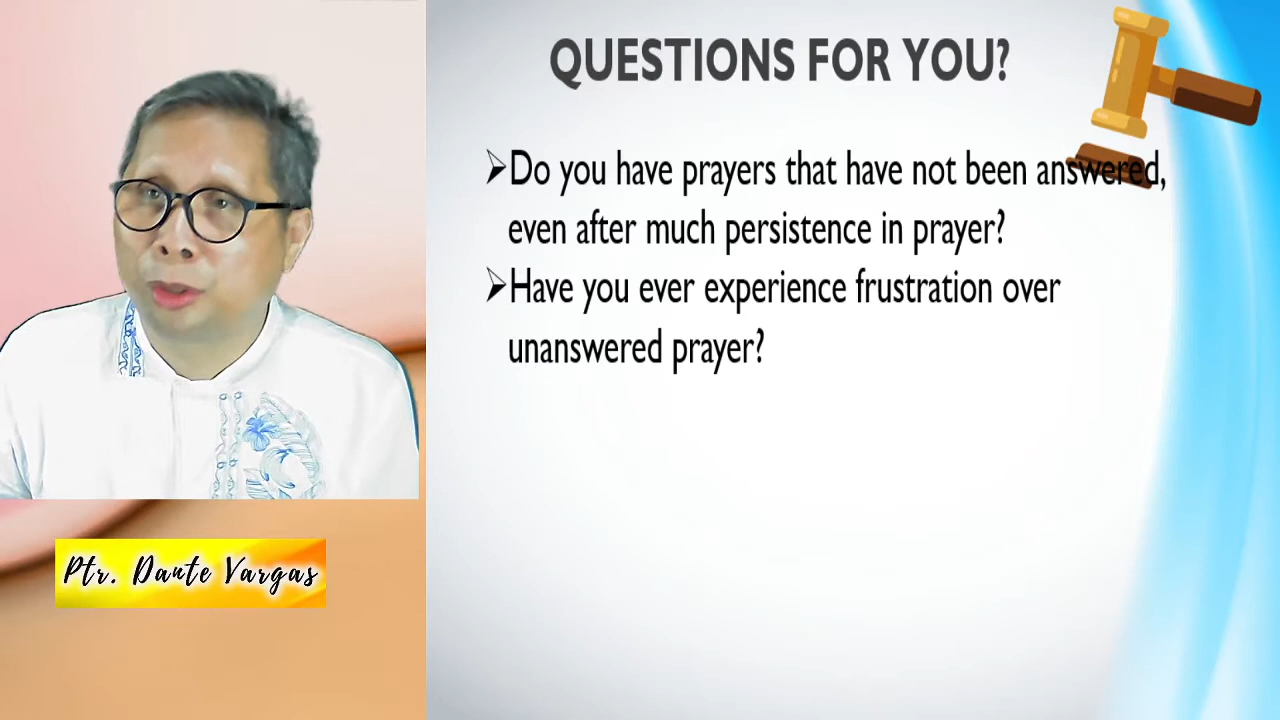 QUESTIONS FOR YOU?
➢Do you have prayers that have not been answered,
even after much persistence in prayer?
➢Have you ever experience frustration over
unanswered prayer?
Ptr. Dante Vargas